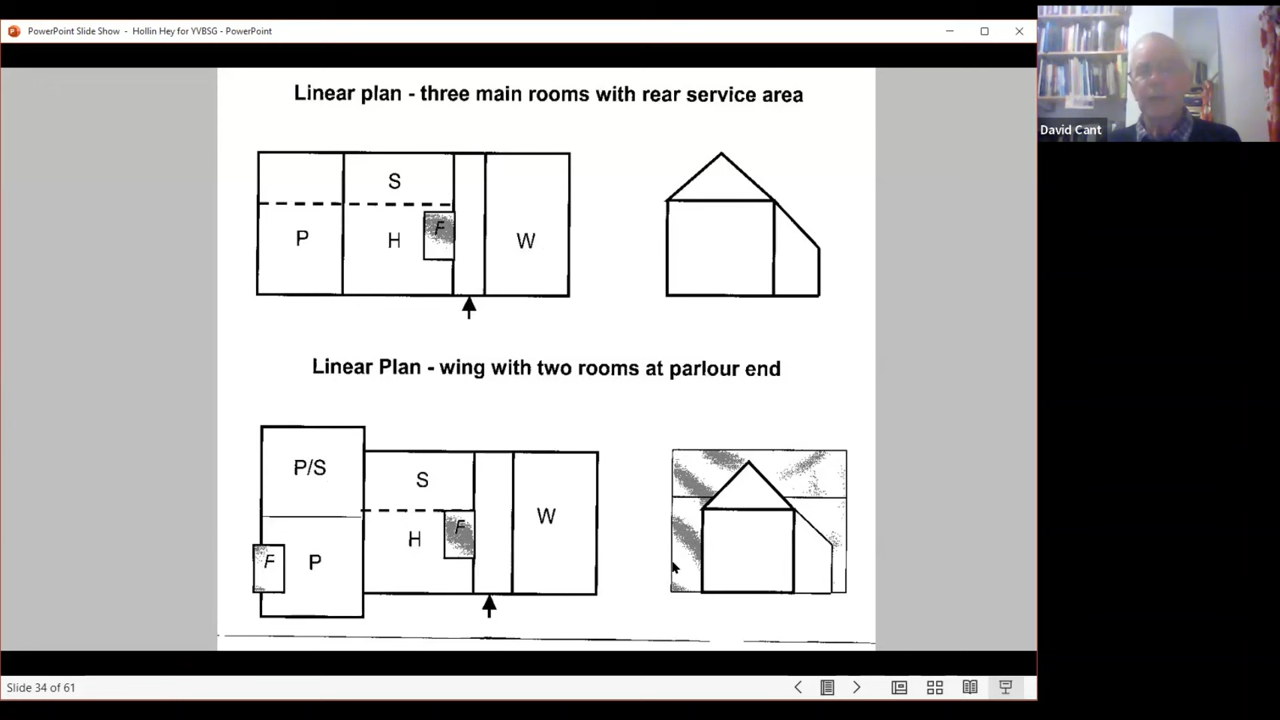 PowerPoint Slide Show - Hollin Hey for YVBSG - PowerPoint
Linear plan - three main rooms with rear service area
David Cant
S
P
H
F
W
Linear Plan - wing with two rooms at parlour end
P/S
S
F
H
W
F
P
Slide 34 of 61